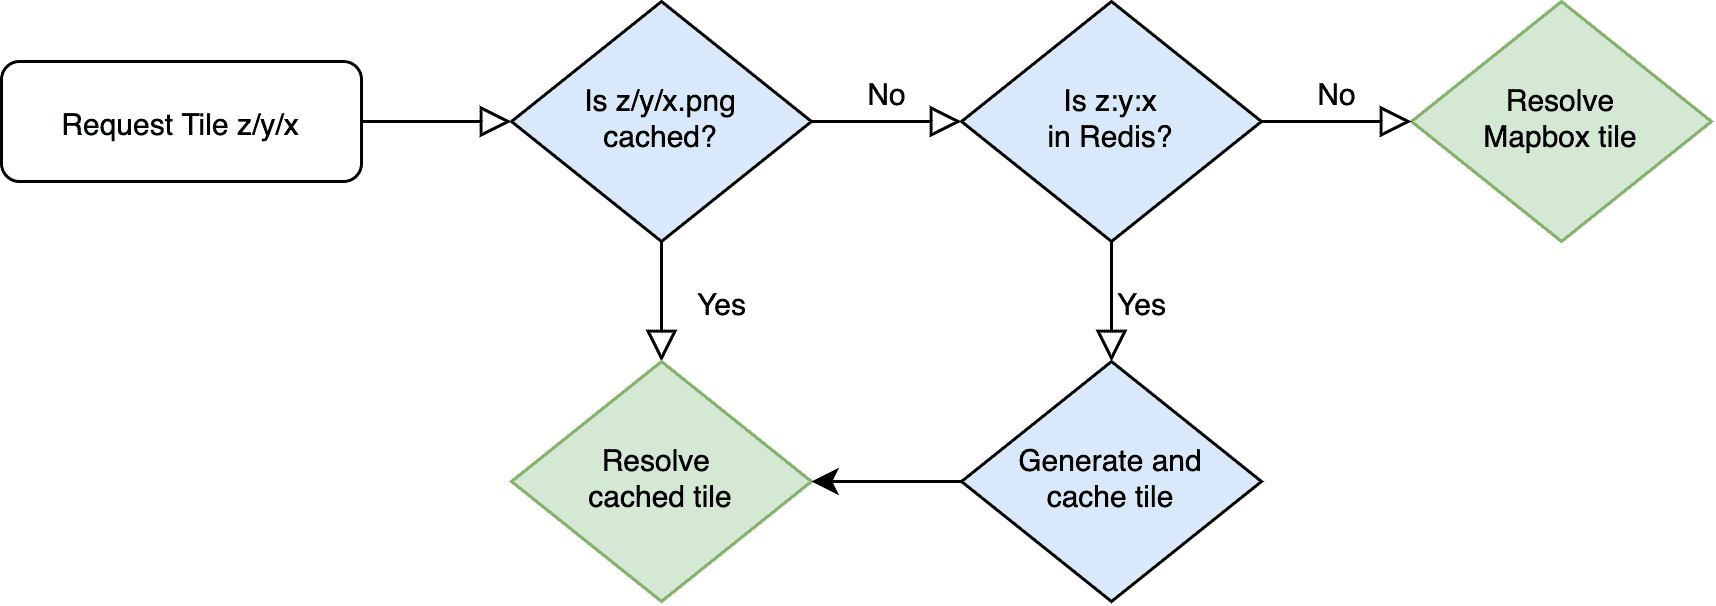 Request Tile z/y/x
Is z/y/x.png
cached?
No
Is z:y:x
in Redis?
No
Resolve
Mapbox tile
Yes
Yes
Resolve
cached tile
Generate and
cache tile